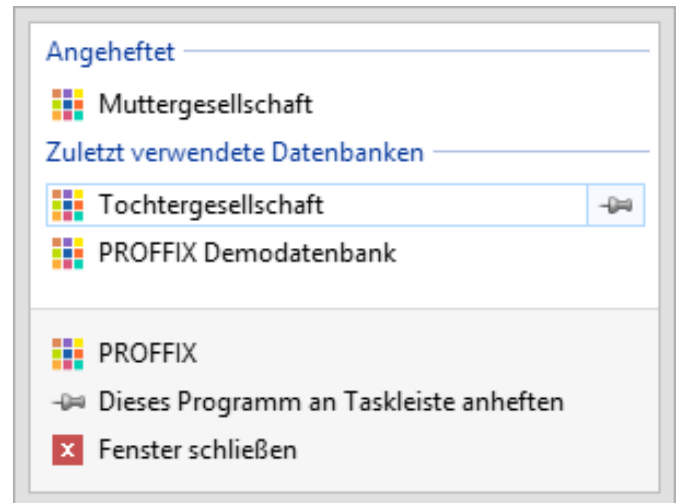 Angeheftet
Muttergesellschaft
Zuletzt verwendete Datenbanken
Tochtergesellschaft
PROFFIX Demodatenbank
PROFFIX
Dieses Programm an Taskleiste anheften
Fenster schließen